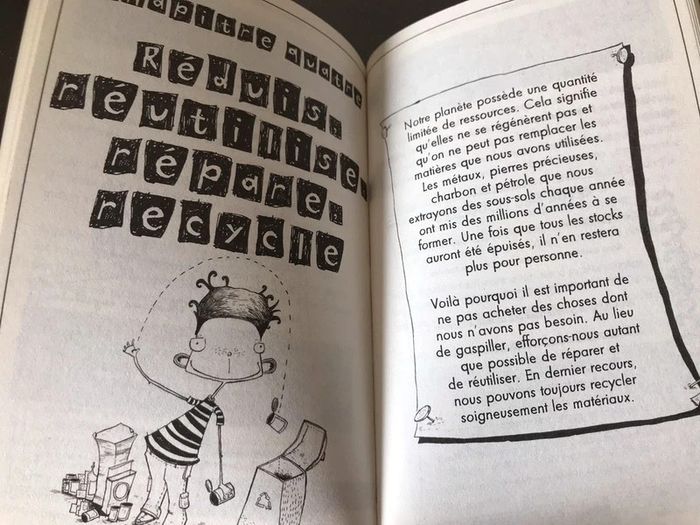 Chapitre quatre
Réduis,
réutilise,
répare,
recycle
Notre planète possède une quantité
limitée de ressources. Cela signifie
qu'elles ne se régénèrent pas et
qu'on ne peut pas remplacer les
matières que nous avons utilisées.
Les métaux, pierres précieuses,
charbon et pétrole que nous
extrayons des sous-sols chaque année
ont mis des millions d'années à se
former. Une fois que tous les stocks
auront été épuisés, il n'en restera
plus pour personne.
Voilà pourquoi il est important de
ne pas acheter des choses dont
nous n'avons pas besoin. Au lieu
de gaspiller, efforçons-nous autant
que possible de réparer et
de réutiliser. En dernier recours,
nous pouvons toujours recycler
soigneusement les matériaux.